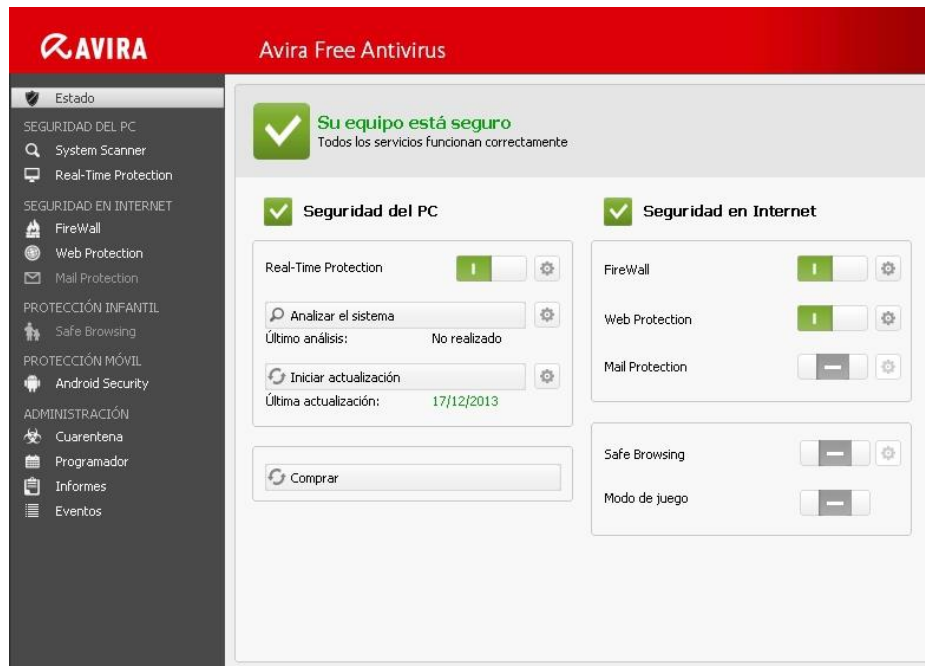 AVIRA
Avira Free Antivirus
Estado
SEGURIDAD DEL PC
System Scanner
Real-Time Protection
SEGURIDAD EN INTERNET
FireWall
Web Protection
Mail Protection
PROTECCIÓN INFANTIL
Safe Browsing
PROTECCIÓN MÓVIL
Android Security
ADMINISTRACIÓN
Cuarentena
Programador
Informes
Eventos
Su equipo está seguro
Todos los servicios funcionan correctamente
Seguridad del PC
Real-Time Protection
Analizar el sistema
Último análisis: No realizado
Iniciar actualización
Última actualización: 17/12/2013
Comprar
Seguridad en Internet
FireWall
Web Protection
Mail Protection
Safe Browsing
Modo de juego